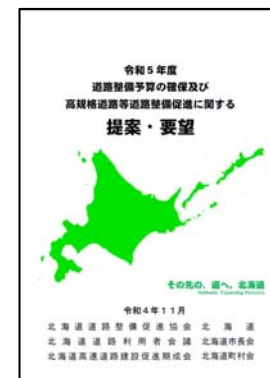 令和５年度
道路整備予算の確保及び
高規格道路等道路整備促進に関する
提案・要望
その先の、道へ。北海道
Hokkaido. Expanding Horizons.
令和４年１１月
北海道道路整備促進協会 北海道
北海道道路利用者会議 北海道市長会
北海道高速道路建設促進期成会 北海道町村会